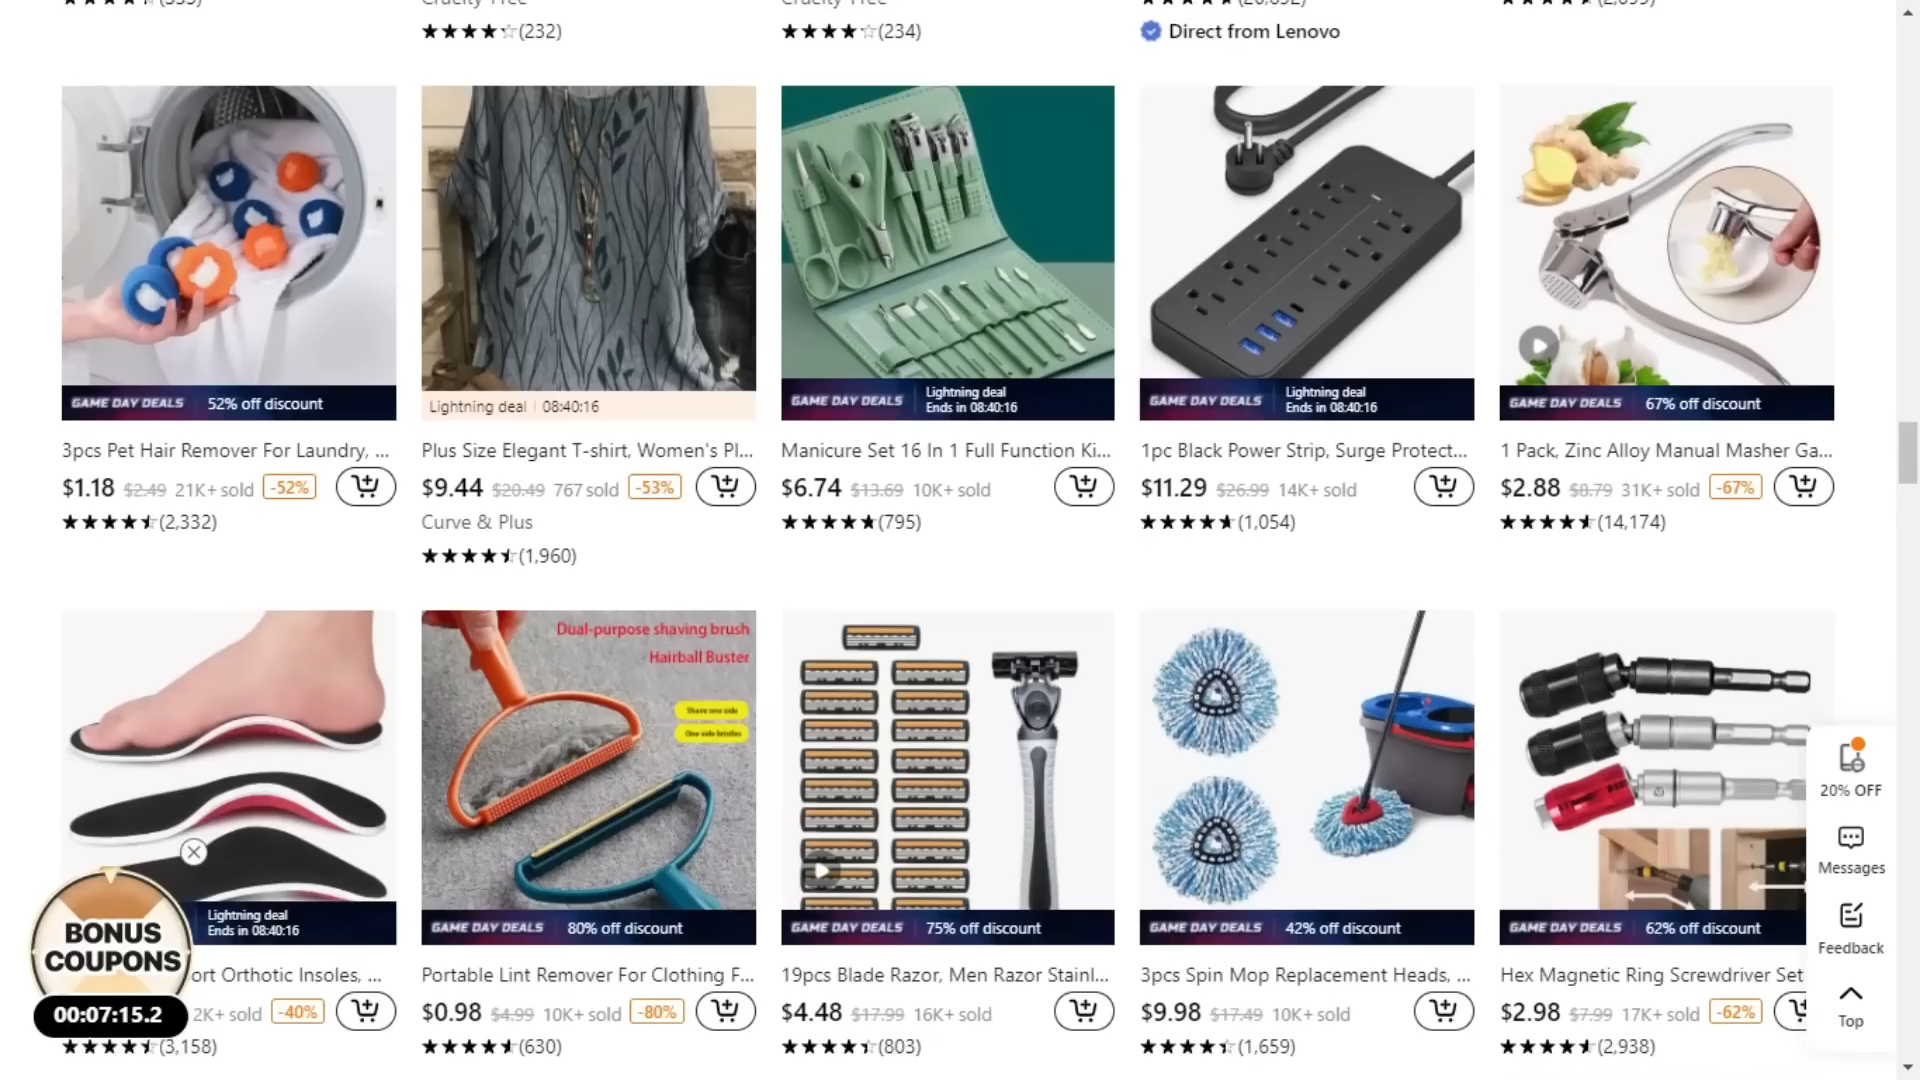 (232)
(234)
Direct from Lenovo
GAME DAY DEALS 52% off discount
Lightning deal | 08:40:16
GAME DAY DEALS Lightning deal
Ends in 08:40:16
GAME DAY DEALS Lightning deal
Ends in 08:40:16
GAME DAY DEALS 67% off discount
3pcs Pet Hair Remover For Laundry, ...
$1.18 $2.49 21K+ sold -52%
(2,332)
Plus Size Elegant T-shirt, Women's Pl...
$9.44 $20.49 767 sold -53%
Curve & Plus
(1,960)
Manicure Set 16 In 1 Full Function Ki...
$6.74 $13.69 10K+ sold
(795)
1pc Black Power Strip, Surge Protect...
$11.29 $26.99 14K+ sold
(1,054)
1 Pack, Zinc Alloy Manual Masher Ga...
$2.88 $8.79 31K+ sold -67%
(14,174)
Dual-purpose shaving brush
Hairball Buster
Shave one side
One side bristles
Lightning deal
Ends in 08:40:16
GAME DAY DEALS 80% off discount
GAME DAY DEALS 75% off discount
GAME DAY DEALS 42% off discount
GAME DAY DEALS 62% off discount
ort Orthotic Insoles, ...
2K+ sold -40%
(3,158)
Portable Lint Remover For Clothing F...
$0.98 $4.99 10K+ sold -80%
(630)
19pcs Blade Razor, Men Razor Stainl...
$4.48 $17.99 16K+ sold
(803)
3pcs Spin Mop Replacement Heads, ...
$9.98 $17.49 10K+ sold
(1,659)
Hex Magnetic Ring Screwdriver Set
$2.98 $7.99 17K+ sold -62%
(2,938)
BONUS
COUPONS
00:07:15.2
20% OFF
Messages
Feedback
Top